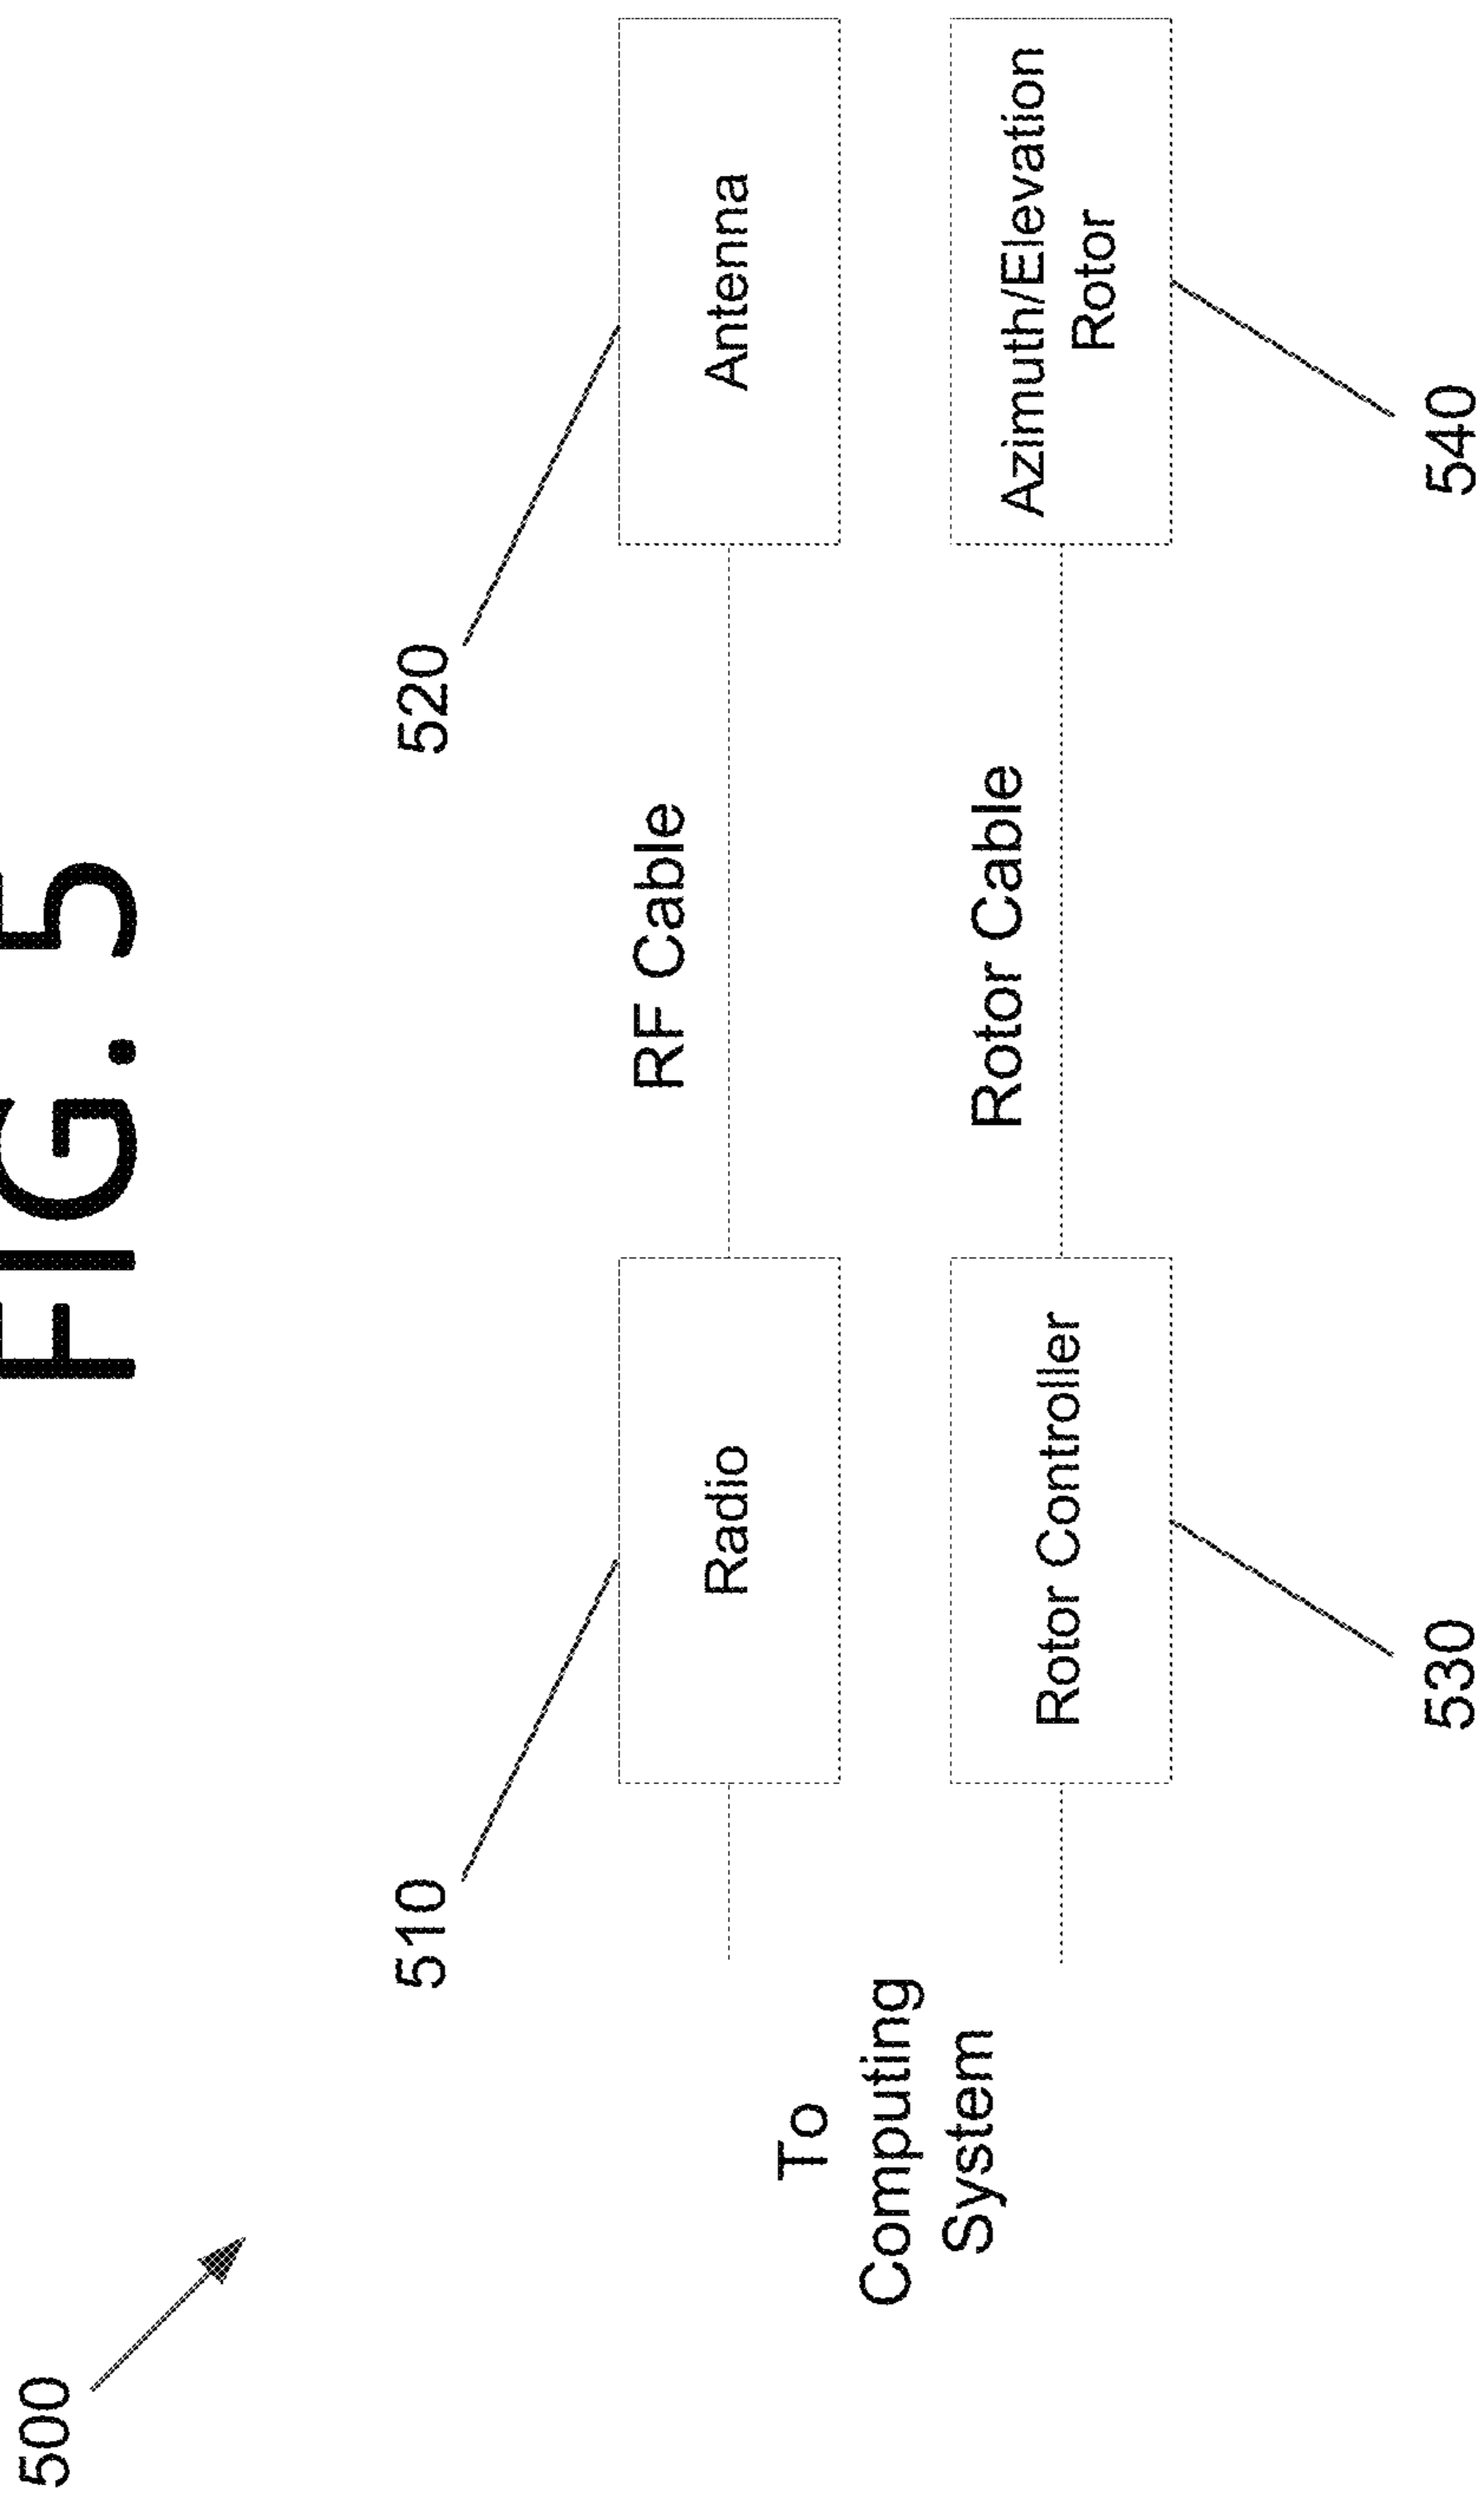 FIG. 5
500
510
520
Radio
RF Cable
Antenna
To
Computing
System
Rotor Controller
Rotor Cable
Azimuth/Elevation
Rotor
530
540